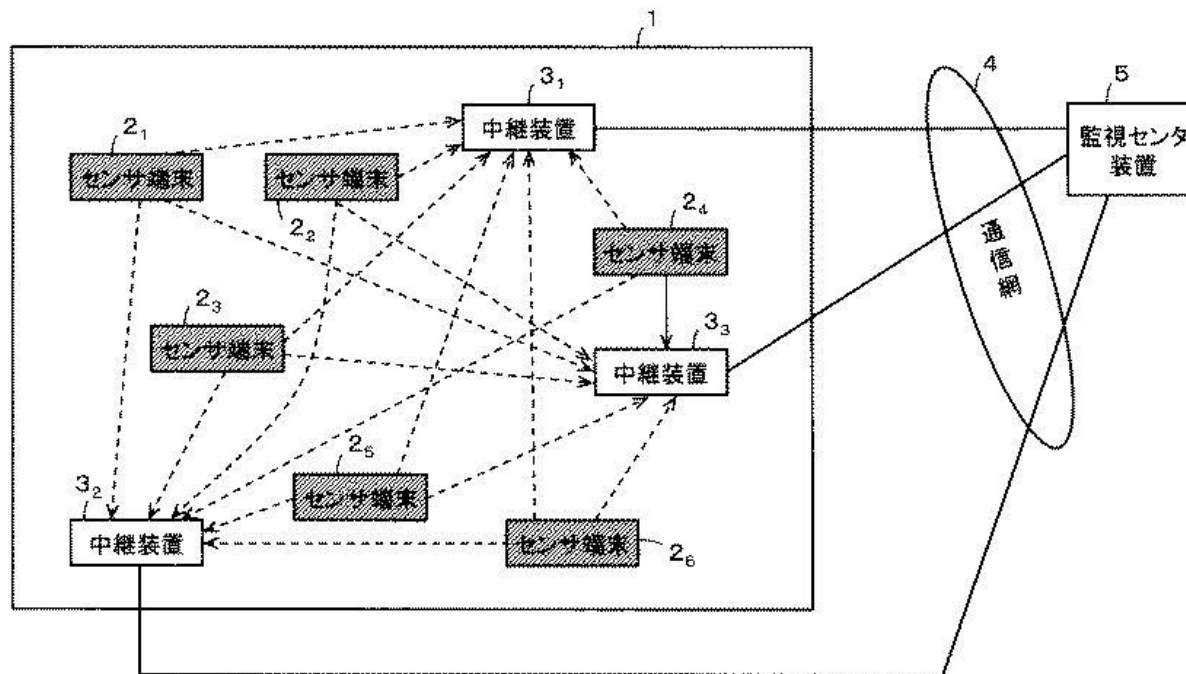 1
3₁
中継装置
4
5
監視センタ
装置
2₁
センサ端末
センサ端末
2₂
2₄
センサ端末
通信網
2₃
センサ端末
3₃
中継装置
2₅
センサ端末
3₂
中継装置
センサ端末
2₆